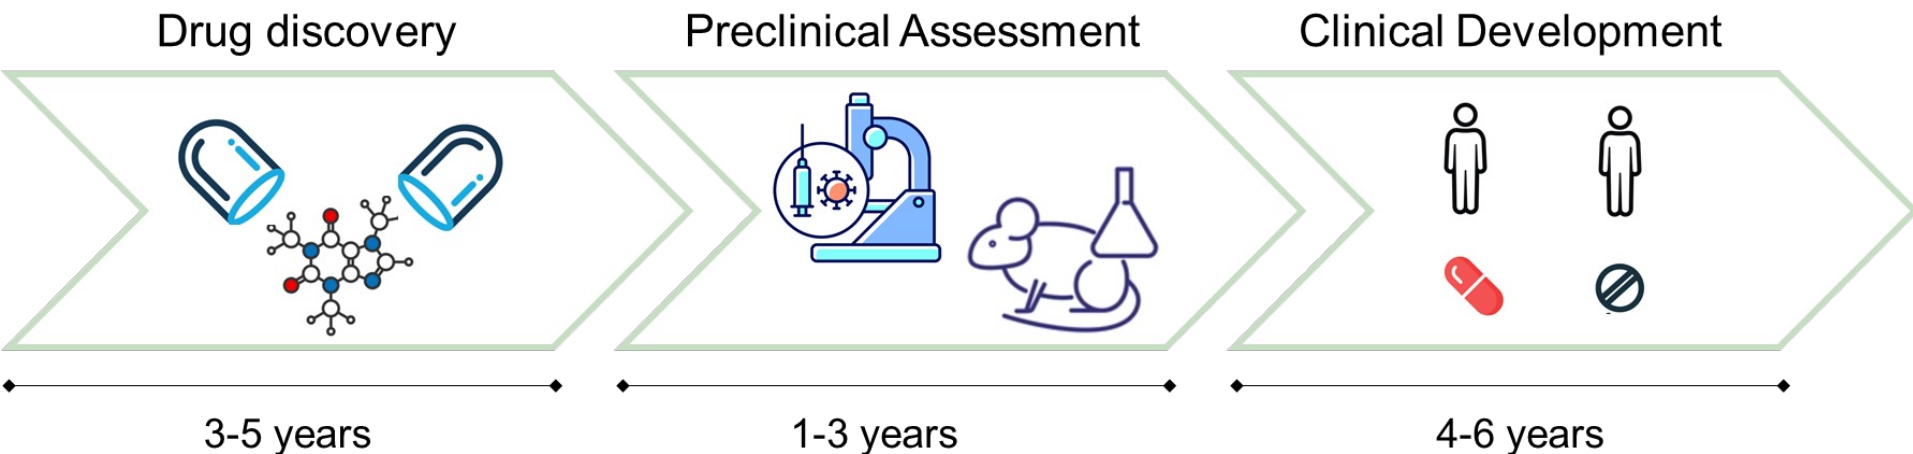 Drug discovery
Preclinical Assessment
Clinical Development
3-5 years
1-3 years
4-6 years